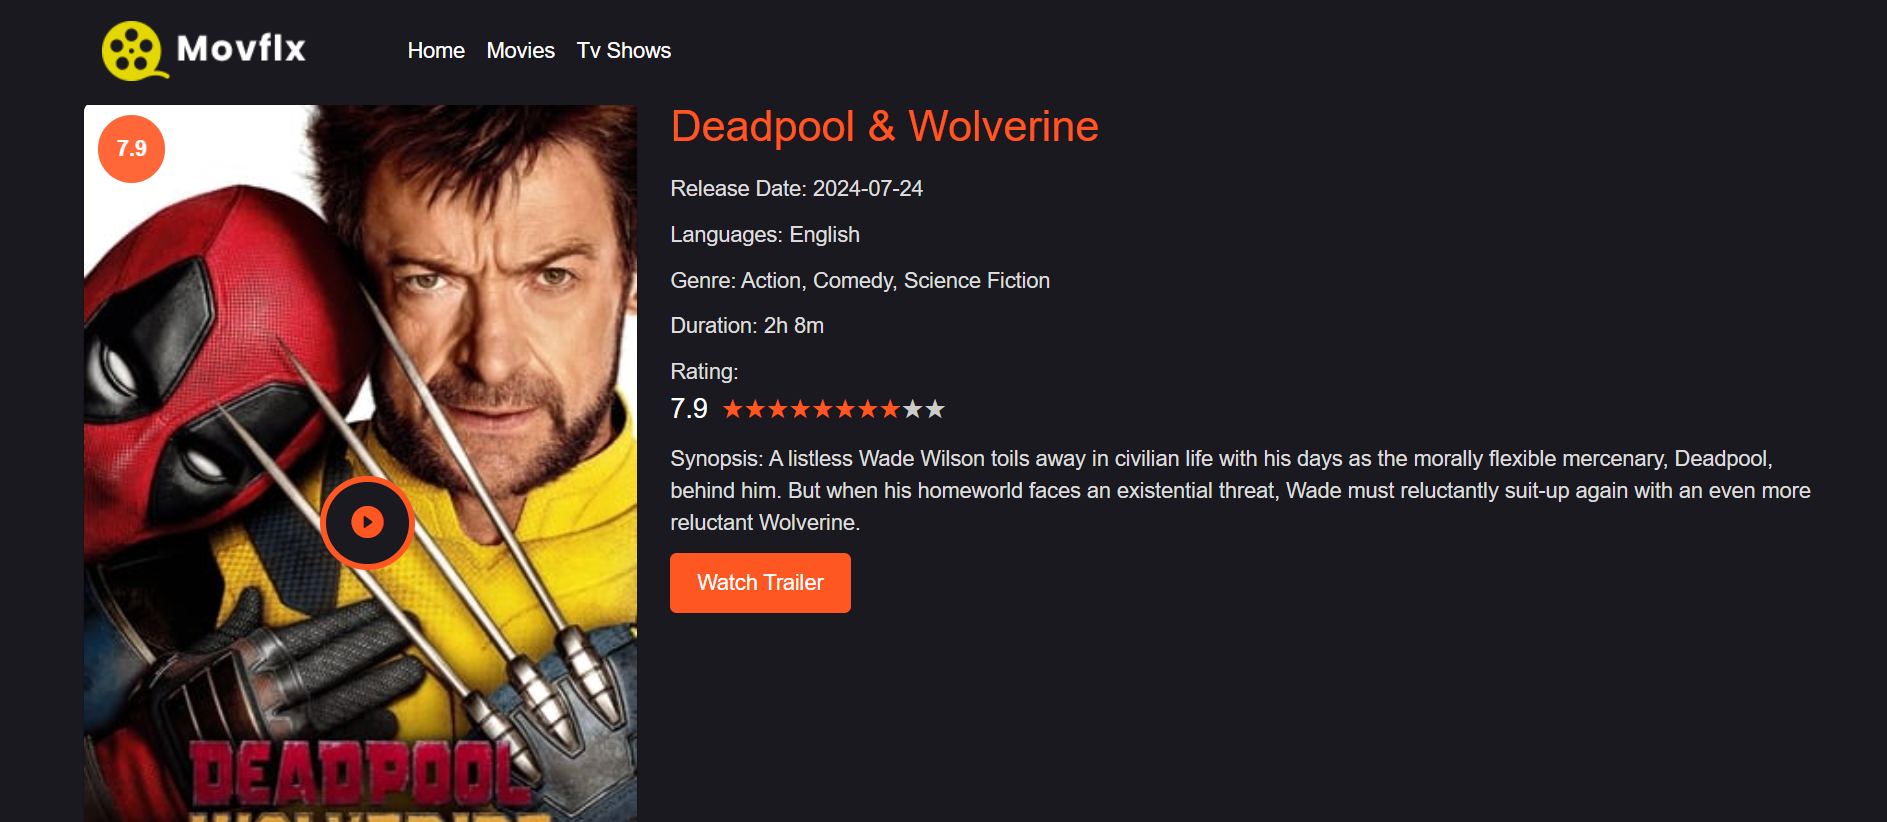 Movflx
Home Movies Tv Shows
7.9
Deadpool & Wolverine
Release Date: 2024-07-24
Languages: English
Genre: Action, Comedy, Science Fiction
Duration: 2h 8m
Rating:
7.9 ★★★★★★★★★★
Synopsis: A listless Wade Wilson toils away in civilian life with his days as the morally flexible mercenary, Deadpool,
behind him. But when his homeworld faces an existential threat, Wade must reluctantly suit-up again with an even more
reluctant Wolverine.
Watch Trailer
DEADPOOL
WOLVERINE